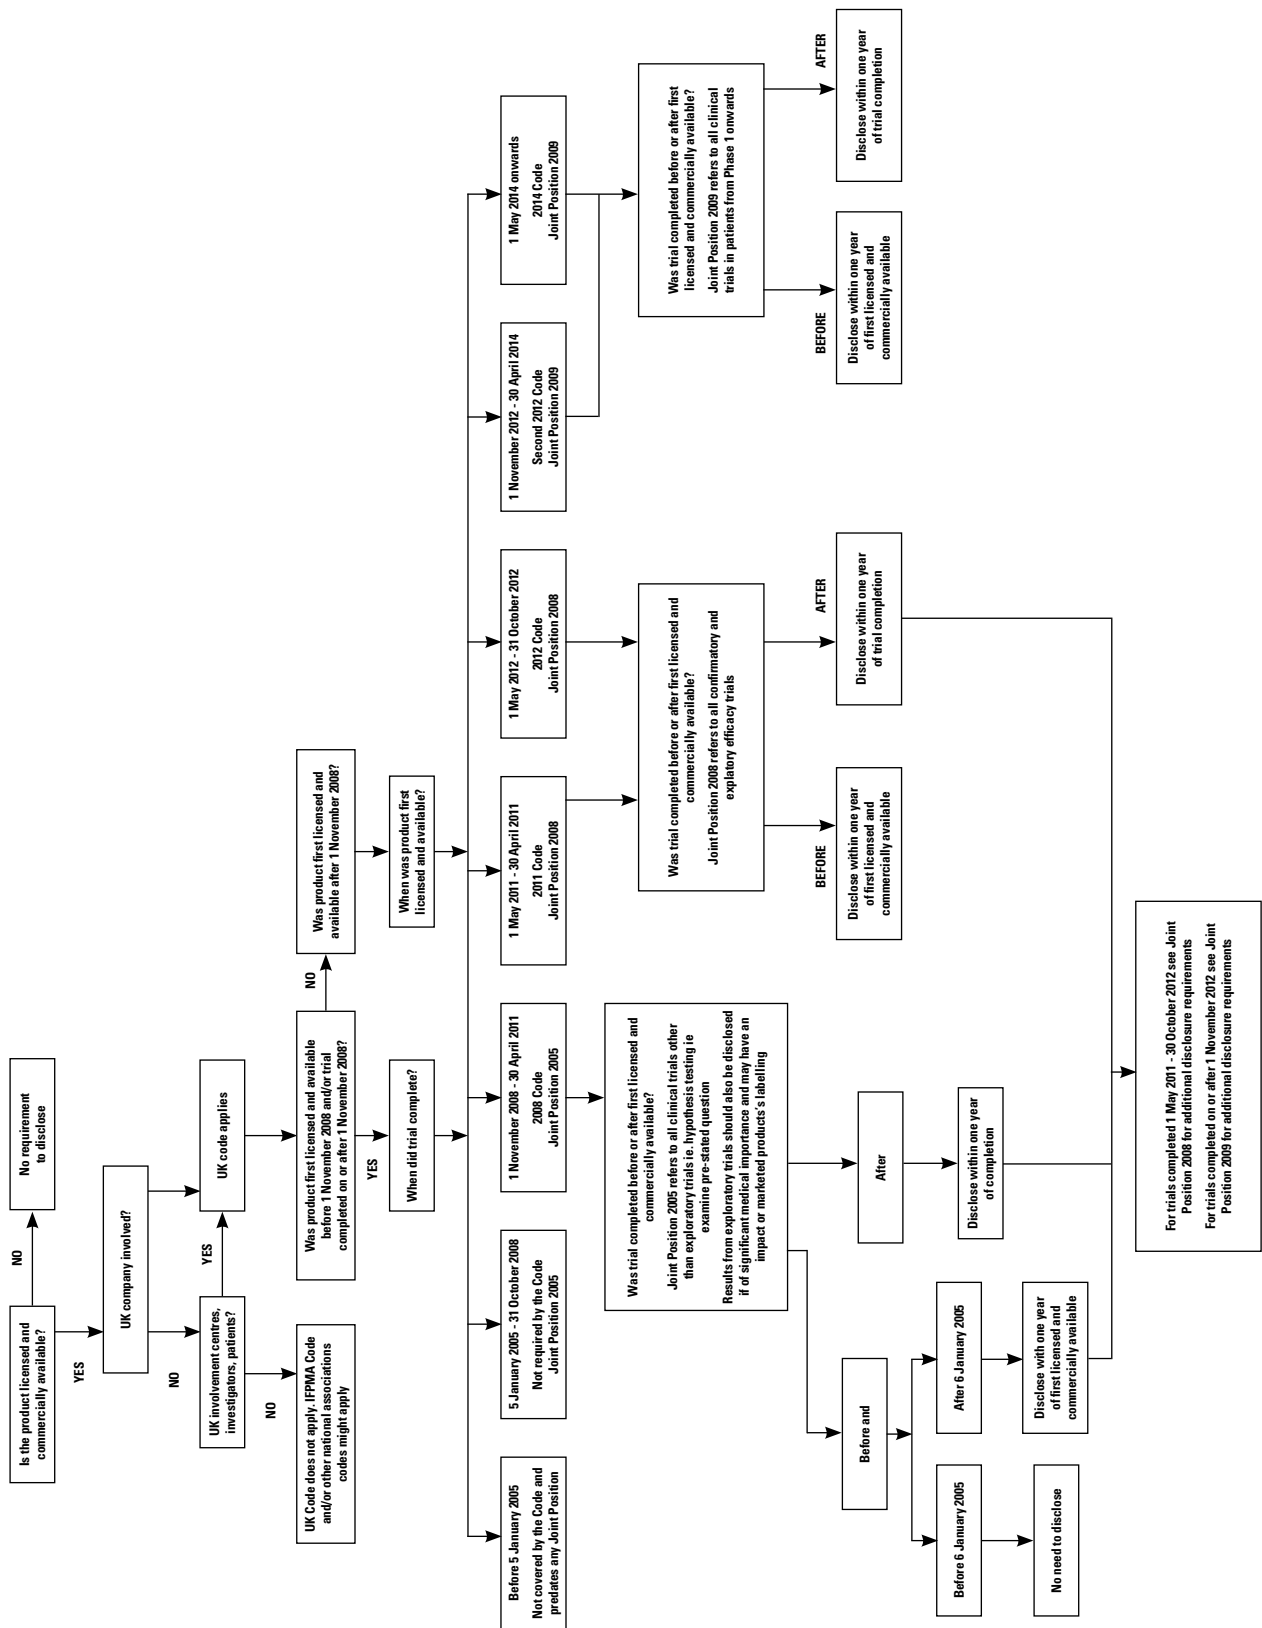 Is the product licensed and
commercially available?
NO
No requirement
to disclose
YES
UK company involved?
NO
UK involvement centres,
investigators, patients?
YES
UK code applies
NO
UK Code does not apply. IFPMA Code
and/or other national associations
codes might apply
Was product first licensed and available
before 1 November 2008 and/or trial
completed on or after 1 November 2008?
NO
Was product first licensed and
available after 1 November 2008?
YES
When did trial complete?
When was product first
licensed and available?
Before 5 January 2005
Not covered by the Code and
predates any Joint Position
5 January 2005 - 31 October 2008
Not required by the Code
Joint Position 2005
1 November 2008 - 30 April 2011
2008 Code
Joint Position 2005
1 May 2011 - 30 April 2011
2011 Code
Joint Position 2008
1 May 2012 - 31 October 2012
2012 Code
Joint Position 2008
1 November 2012 - 30 April 2014
Second 2012 Code
Joint Position 2009
1 May 2014 onwards
2014 Code
Joint Position 2009
Was trial completed before or after first licensed and
commercially available?
Joint Position 2005 refers to all clinical trials other
than exploratory trials ie. hypothesis testing ie
examine pre-stated question
Results from exploratory trials should also be disclosed
if of significant medical importance and may have an
impact or marketed products's labelling
Was trial completed before or after first licensed and
commercially available?
Joint Position 2008 refers to all confirmatory and
explatory efficacy trials
Was trial completed before or after first
licensed and commercially available?
Joint Position 2009 refers to all clinical
trials in patients from Phase 1 onwards
Before and
After
BEFORE
AFTER
BEFORE
AFTER
Disclose within one year
of first licensed and
commercially available
Disclose within one year
of trial completion
Disclose within one year
of first licensed and
commercially available
Disclose within one year
of trial completion
Before 6 January 2005
After 6 January 2005
Disclose within one year
of completion
No need to disclose
Disclose with one year
of first licensed and
commercially available
For trials completed 1 May 2011 - 30 October 2012 see Joint
Position 2008 for additional disclosure requirements
For trials completed on or after 1 November 2012 see Joint
Position 2009 for additional disclosure requirements